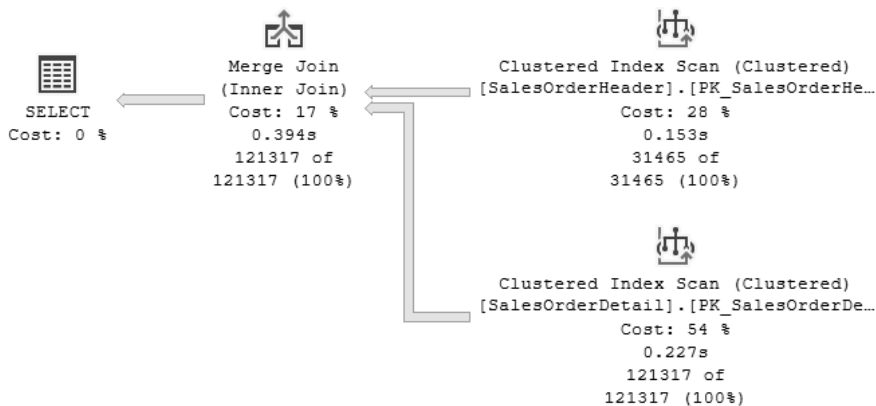 SELECT
Cost: 0 %
Merge Join
(Inner Join)
Cost: 17 %
0.394s
121317 of
121317 (100%)
Clustered Index Scan (Clustered)
[SalesOrderHeader].[PK_SalesOrderHe…
Cost: 28 %
0.153s
31465 of
31465 (100%)
Clustered Index Scan (Clustered)
[SalesOrderDetail].[PK_SalesOrderDe…
Cost: 54 %
0.227s
121317 of
121317 (100%)